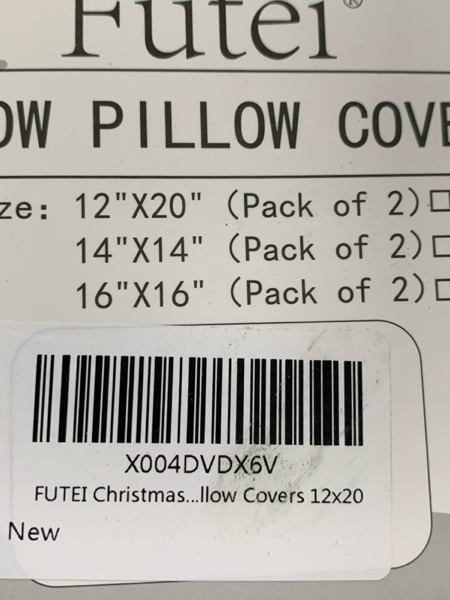 Futei®
OW PILLOW COVE
ze: 12"X20" (Pack of 2)□
14"X14" (Pack of 2)□
16"X16" (Pack of 2)□
X004DVDX6V
FUTEI Christmas...llow Covers 12x20
New